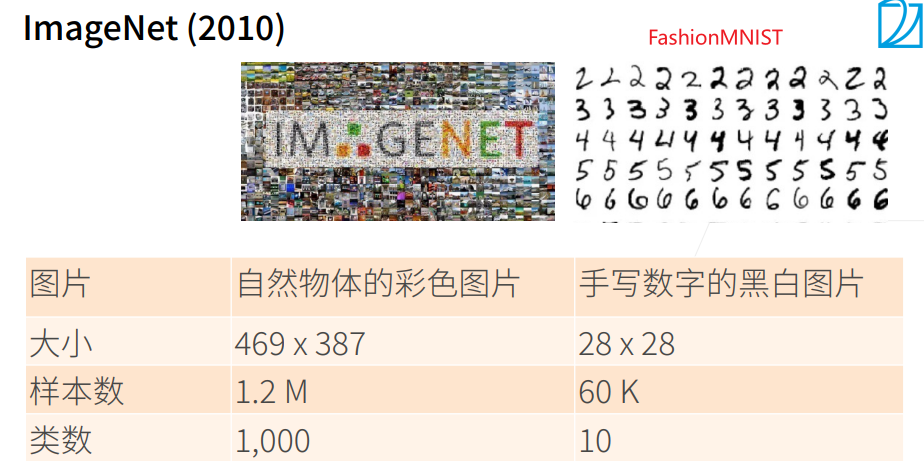 ImageNet (2010)
FashionMNIST
IMAGENET
2 2 2 2 2 2 2 2 2 2 2 2
3 3 3 3 3 3 3 3 3 3 3 3
4 4 4 4 4 4 4 4 4 4 4 4
5 5 5 5 5 5 5 5 5 5 5 5
6 6 6 6 6 6 6 6 6 6 6 6
图片 自然物体的彩色图片 手写数字的黑白图片
大小 469 x 387 28 x 28
样本数 1.2 M 60 K
类数 1,000 10